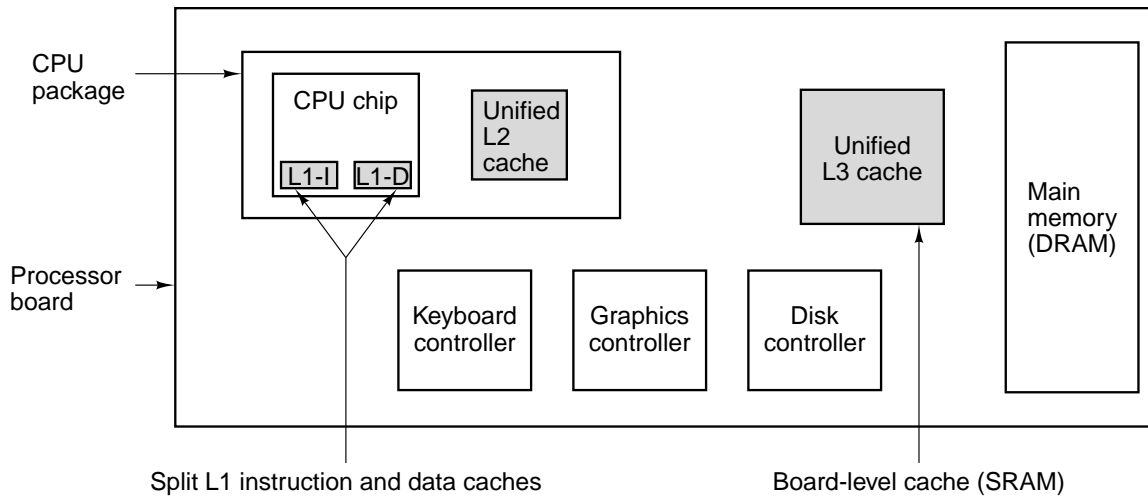 CPU
package
CPU chip
L1-I
L1-D
Unified
L2
cache
Unified
L3 cache
Main
memory
(DRAM)
Processor
board
Keyboard
controller
Graphics
controller
Disk
controller
Split L1 instruction and data caches
Board-level cache (SRAM)